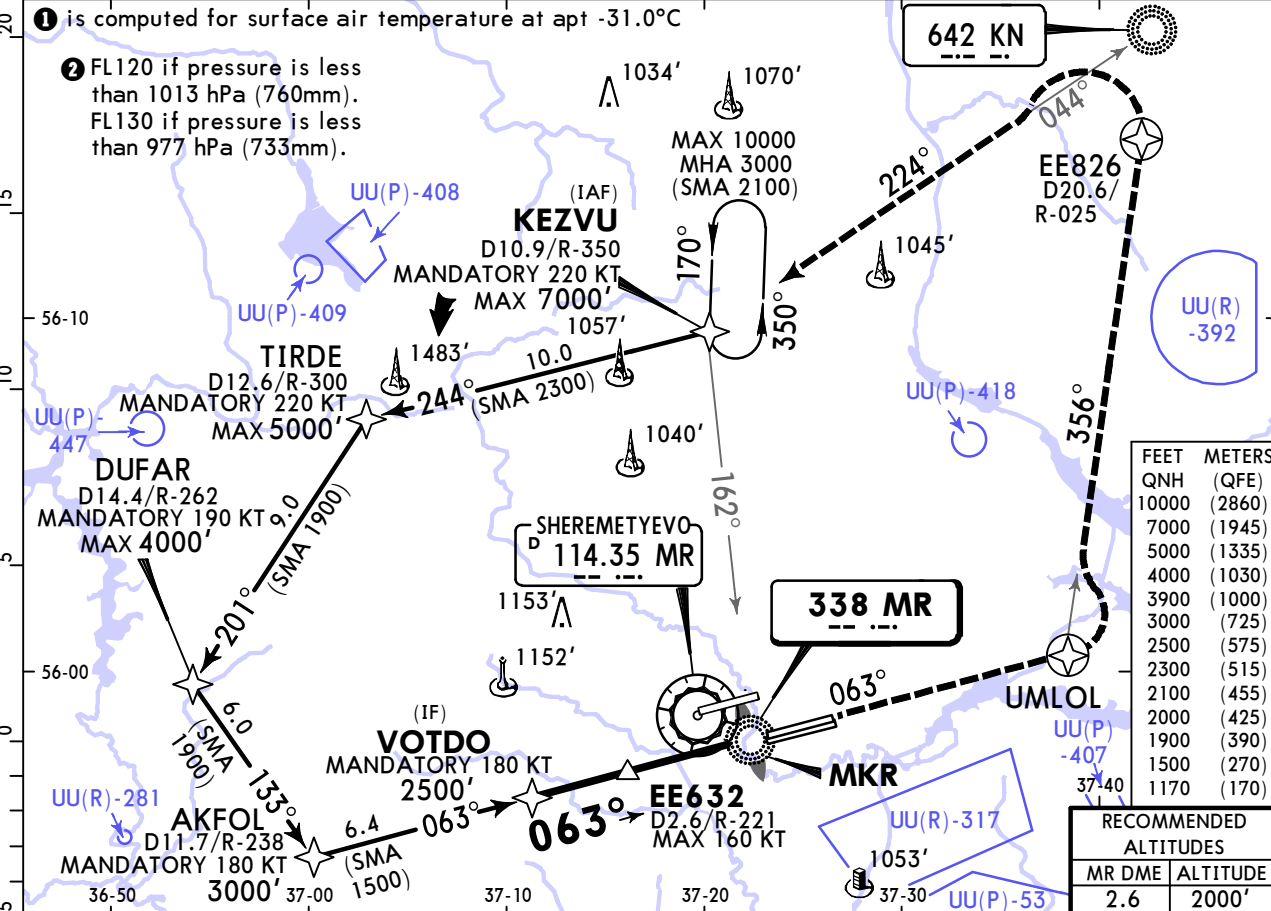 ❶ is computed for surface air temperature at apt -31.0°C
❷ FL120 if pressure is less
than 1013 hPa (760mm).
FL130 if pressure is less
than 977 hPa (733mm).
20
15
10
5
0
5
1034'
1070'
MAX 10000
MHA 3000
(SMA 2100)
642 KN
044°
224°
EE826
D20.6/
R-025
UU(P)-408
UU(P)-409
(IAF)
KEZVU
D10.9/R-350
MANDATORY 220 KT
MAX 7000'
170°
350°
1045'
UU(R)
-392
56-10
1057'
1483'
10.0
244°
(SMA 2300)
TIRDE
D12.6/R-300
MANDATORY 220 KT
MAX 5000'
UU(P)-
447
UU(P)-418
356°
1040'
DUFAR
D14.4/R-262
MANDATORY 190 KT
MAX 4000'
9.0
(SMA 1900)
201°
162°
SHEREMETYEVO
D 114.35 MR
338 MR
1153'
1152'
56-00
063°
UMLOL
FEET METERS
QNH (QFE)
10000 (2860)
7000 (1945)
5000 (1335)
4000 (1030)
3900 (1000)
3000 (725)
2500 (575)
2300 (515)
2100 (455)
2000 (425)
1900 (390)
1500 (270)
1170 (170)
6.0
(SMA
1900)
133°
(IF)
VOTDO
MANDATORY 180 KT
2500'
MKR
UU(P)
-407
37-40
UU(R)-281
AKFOL
D11.7/R-238
MANDATORY 180 KT
3000'
6.4
063°
(SMA
1500)
063°
EE632
D2.6/R-221
MAX 160 KT
UU(R)-317
1053'
UU(P)-53
36-50
37-00
37-10
37-20
37-30
RECOMMENDED
ALTITUDES
MR DME ALTITUDE
2.6 2000'